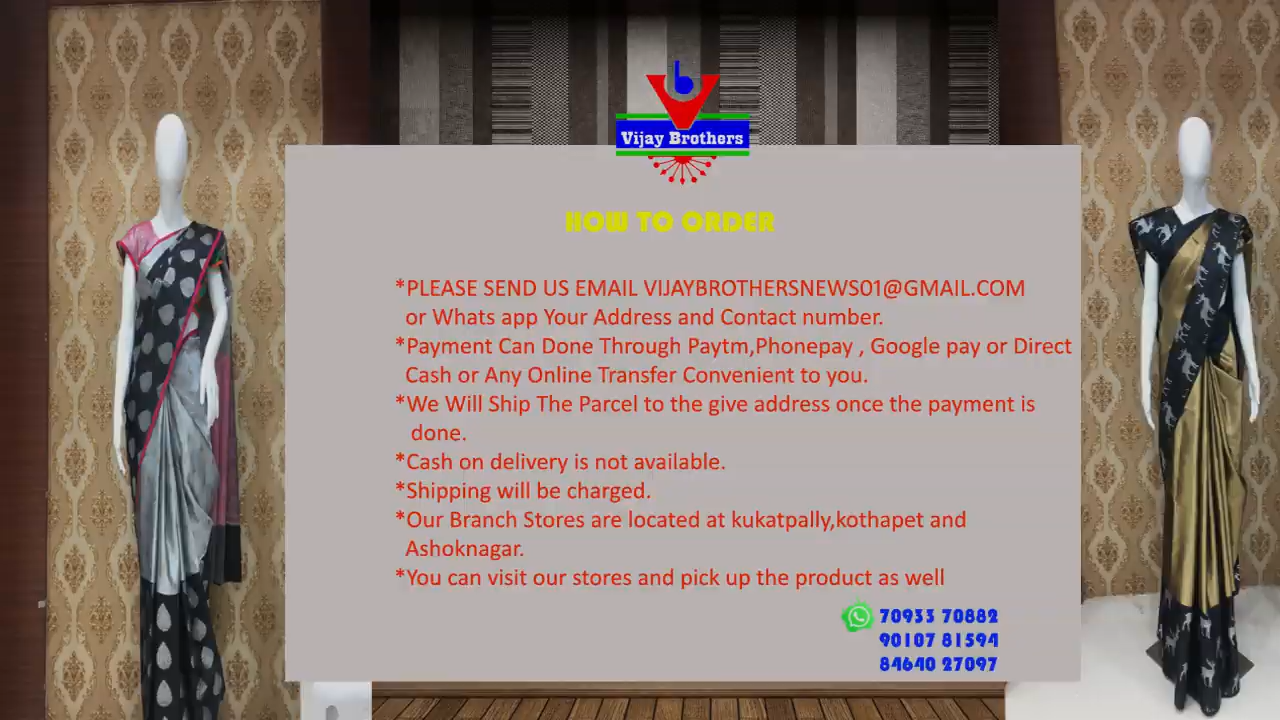 b
Vijay Brothers
HOW TO ORDER
*PLEASE SEND US EMAIL VIJAYBROTHERSNEWS01@GMAIL.COM
or Whats app Your Address and Contact number.
*Payment Can Done Through Paytm,Phonepay , Google pay or Direct
Cash or Any Online Transfer Convenient to you.
*We Will Ship The Parcel to the give address once the payment is
done.
*Cash on delivery is not available.
*Shipping will be charged.
*Our Branch Stores are located at kukatpally,kothapet and
Ashoknagar.
*You can visit our stores and pick up the product as well
70933 70882
90107 81594
84640 27097